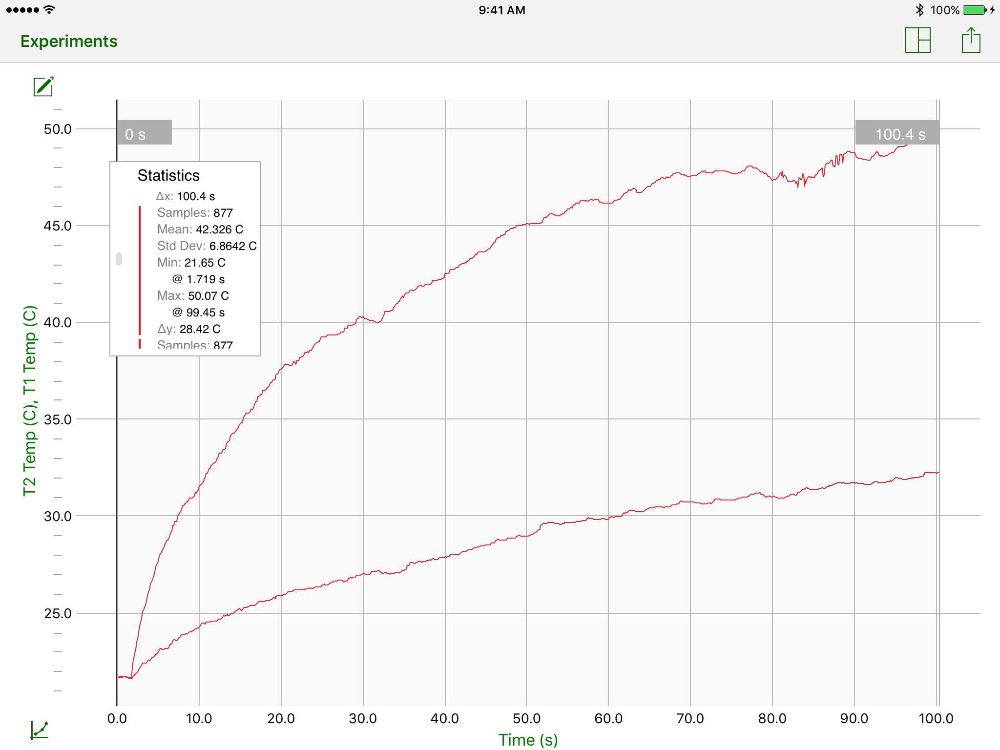 9:41 AM
100%
Experiments
50.0
45.0
40.0
35.0
30.0
25.0
T2 Temp (C), T1 Temp (C)
0 s
100.4 s
Statistics
Δx: 100.4 s
Samples: 877
Mean: 42.326 C
Std Dev: 6.8642 C
Min: 21.65 C
@ 1.719 s
Max: 50.07 C
@ 99.45 s
Δy: 28.42 C
Samples: 877
0.0 10.0 20.0 30.0 40.0 50.0 60.0 70.0 80.0 90.0 100.0
Time (s)